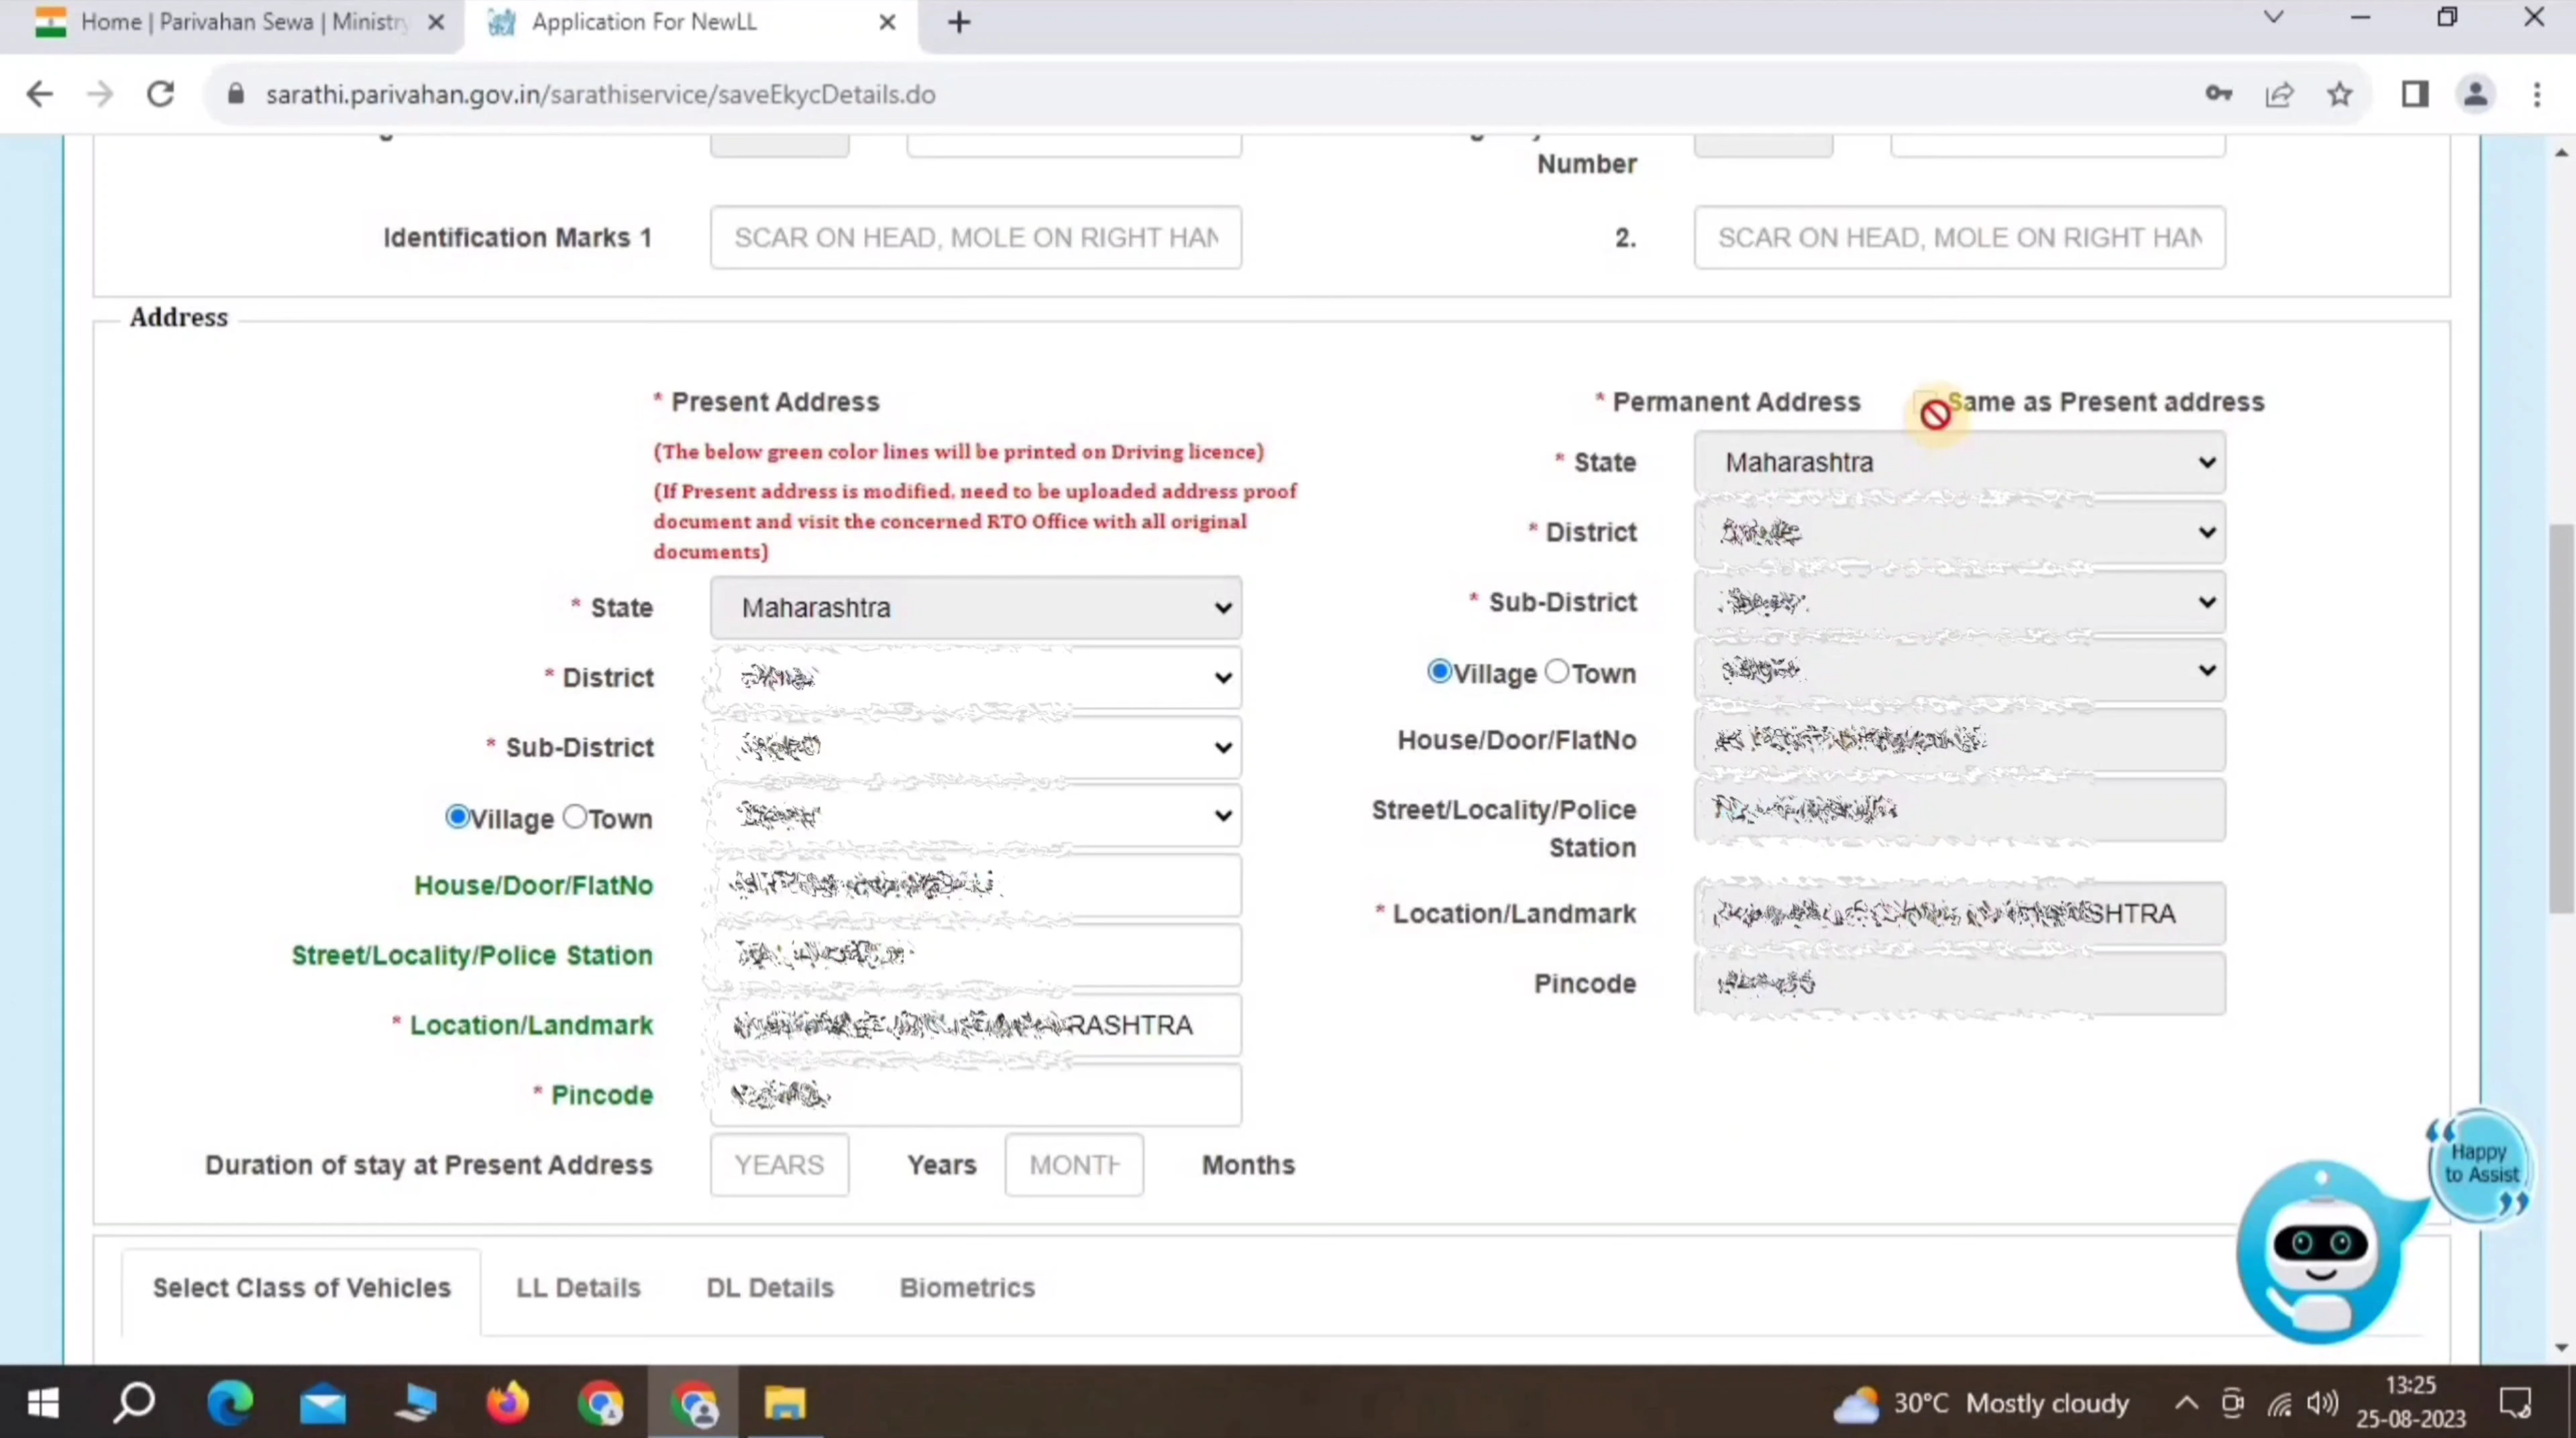 Home | Parivahan Sewa | Ministry
Application For NewLL
sarathi.parivahan.gov.in/sarathiservice/saveEkycDetails.do
Number
Identification Marks 1 SCAR ON HEAD, MOLE ON RIGHT HAN 2. SCAR ON HEAD, MOLE ON RIGHT HAN
Address
* Present Address
(The below green color lines will be printed on Driving licence)
(If Present address is modified, need to be uploaded address proof
document and visit the concerned RTO Office with all original
documents)
* State Maharashtra
* District
* Sub-District
Village Town
House/Door/FlatNo
Street/Locality/Police Station
* Location/Landmark RASHTRA
* Pincode
Duration of stay at Present Address YEARS Years MONTH Months
* Permanent Address Same as Present address
* State Maharashtra
* District
* Sub-District
Village Town
House/Door/FlatNo
Street/Locality/Police
Station
* Location/Landmark SHTRA
Pincode
Select Class of Vehicles LL Details DL Details Biometrics
Happy
to Assist
30°C Mostly cloudy
13:25
25-08-2023